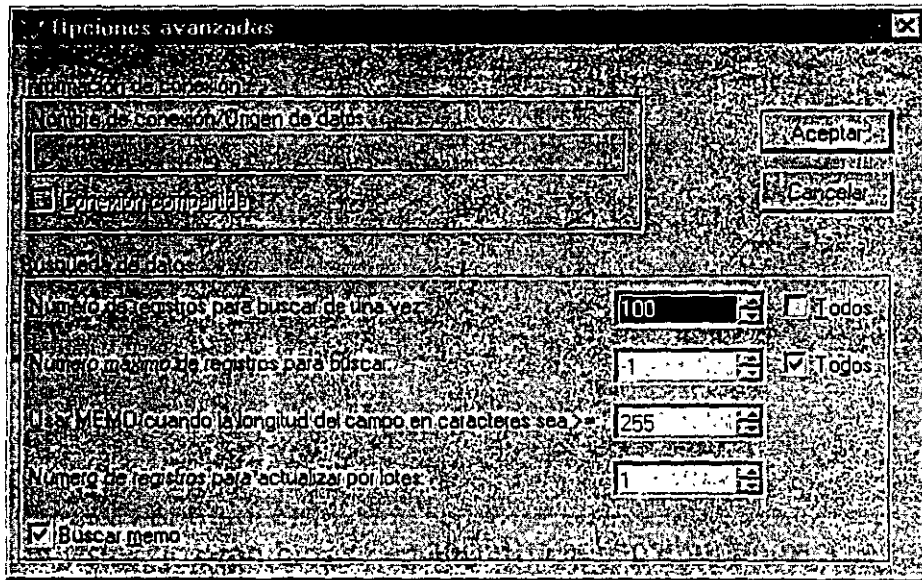 Opciones avanzadas
Información de conexión
Nombre de conexión/Origen de datos
Aceptar
Conexión compartida
Cancelar
Búsqueda de datos
Número de registros para buscar de una vez:
100
Todos
Número máximo de registros para buscar:
-1
Todos
Usar MEMO cuando la longitud del campo en caracteres sea >=
255
Número de registros para actualizar por lotes:
1
Buscar memo